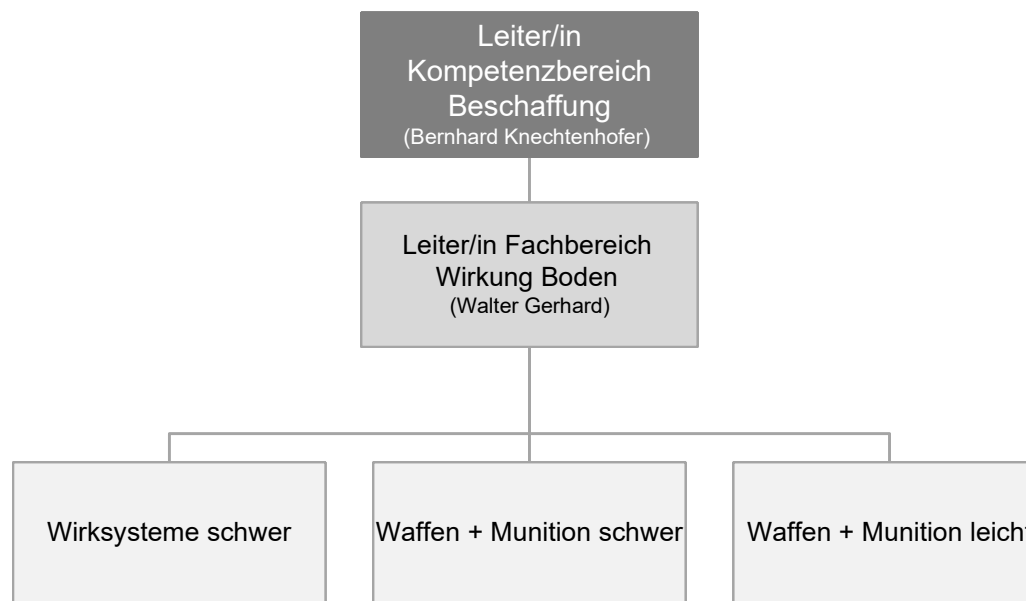 Leiter/in
Kompetenzbereich
Beschaffung
(Bernhard Knechtenhofer)
Leiter/in Fachbereich
Wirkung Boden
(Walter Gerhard)
Wirksysteme schwer
Waffen + Munition schwer
Waffen + Munition leicht